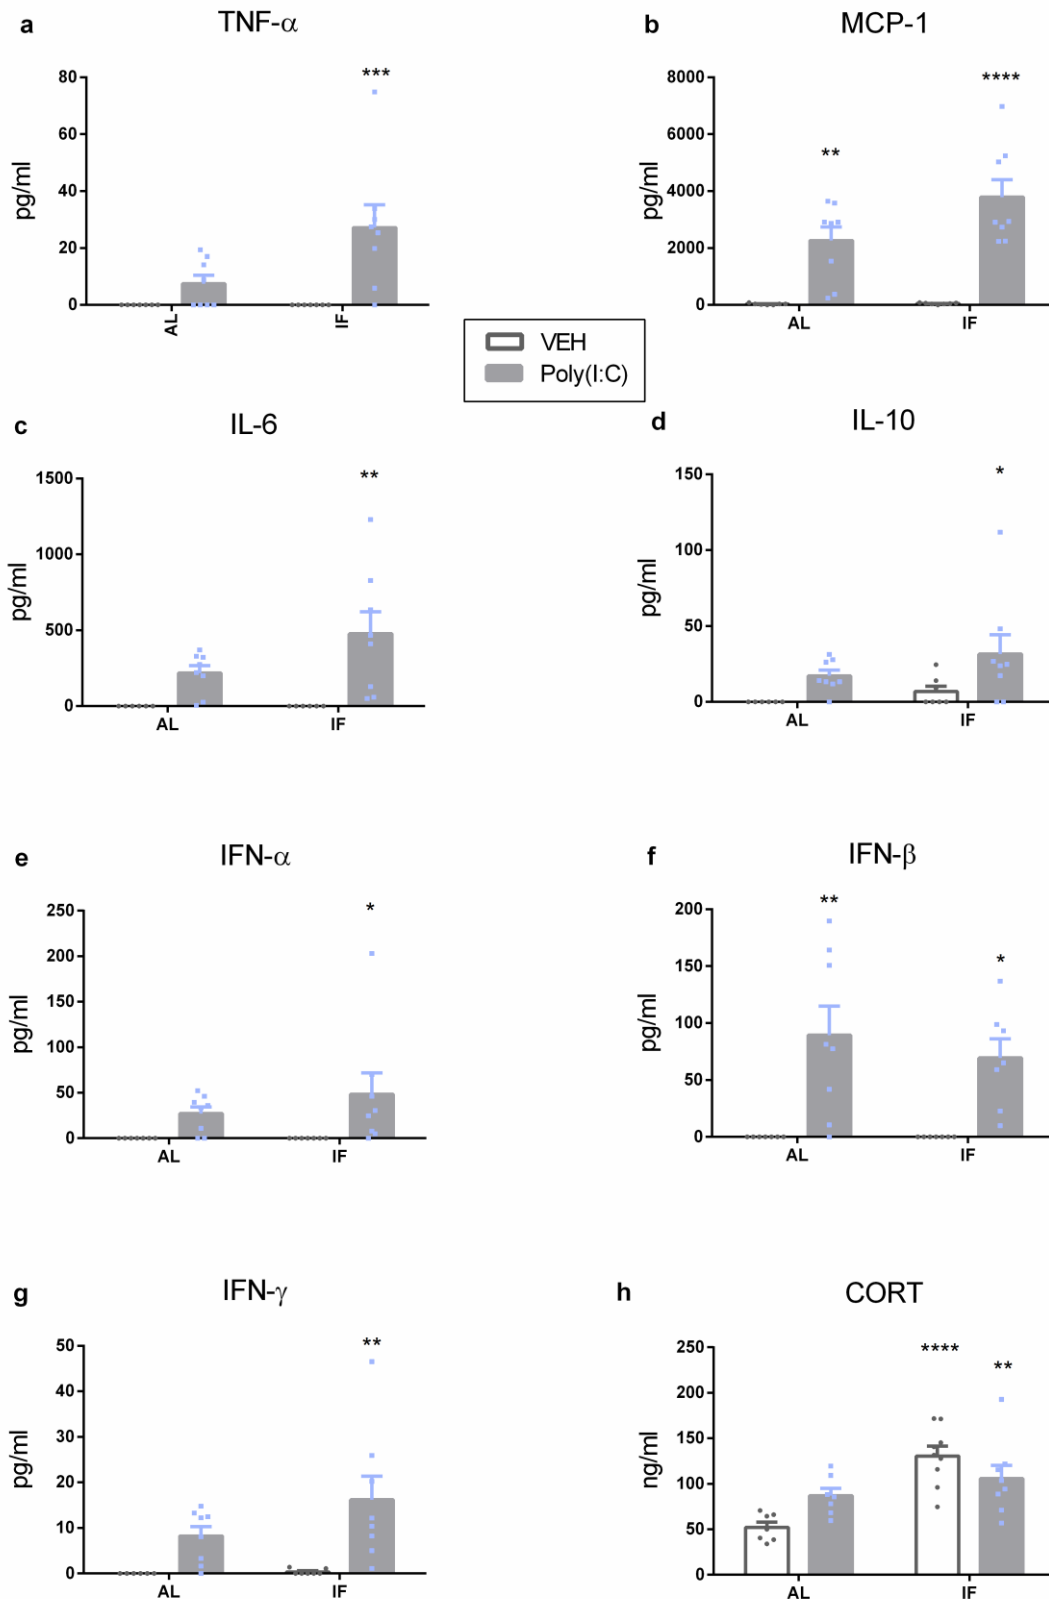 a TNF-α
***
80
60
40
20
0
pg/ml
AL IF
b MCP-1
****
**
8000
6000
4000
2000
0
pg/ml
AL IF
VEH
Poly(I:C)
c IL-6
**
1500
1000
500
0
pg/ml
AL IF
d IL-10
*
150
100
50
0
pg/ml
AL IF
e IFN-α
*
250
200
150
100
50
0
pg/ml
AL IF
f IFN-β
**
*
200
150
100
50
0
pg/ml
AL IF
g IFN-γ
**
50
40
30
20
10
0
pg/ml
AL IF
h CORT
****
**
250
200
150
100
50
0
ng/ml
AL IF